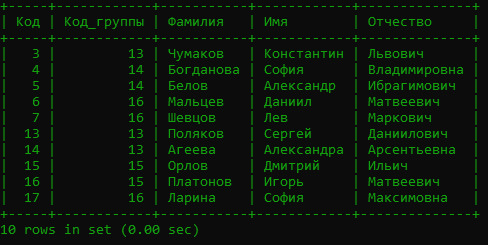 +-----+------------+-----------+------------+--------------+
| Код | Код_группы | Фамилия   | Имя        | Отчество     |
+-----+------------+-----------+------------+--------------+
|   3 |         13 | Чумаков   | Константин | Львович      |
|   4 |         14 | Богданова | София      | Владимировна |
|   5 |         14 | Белов     | Александр  | Ибрагимович  |
|   6 |         16 | Мальцев   | Даниил     | Матвеевич    |
|   7 |         16 | Шевцов    | Лев        | Маркович     |
|  13 |         13 | Поляков   | Сергей     | Даниилович   |
|  14 |         13 | Агеева    | Александра | Арсентьевна  |
|  15 |         15 | Орлов     | Дмитрий    | Ильич        |
|  16 |         15 | Платонов  | Игорь      | Матвеевич    |
|  17 |         16 | Ларина    | София      | Максимовна   |
+-----+------------+-----------+------------+--------------+
10 rows in set (0.00 sec)